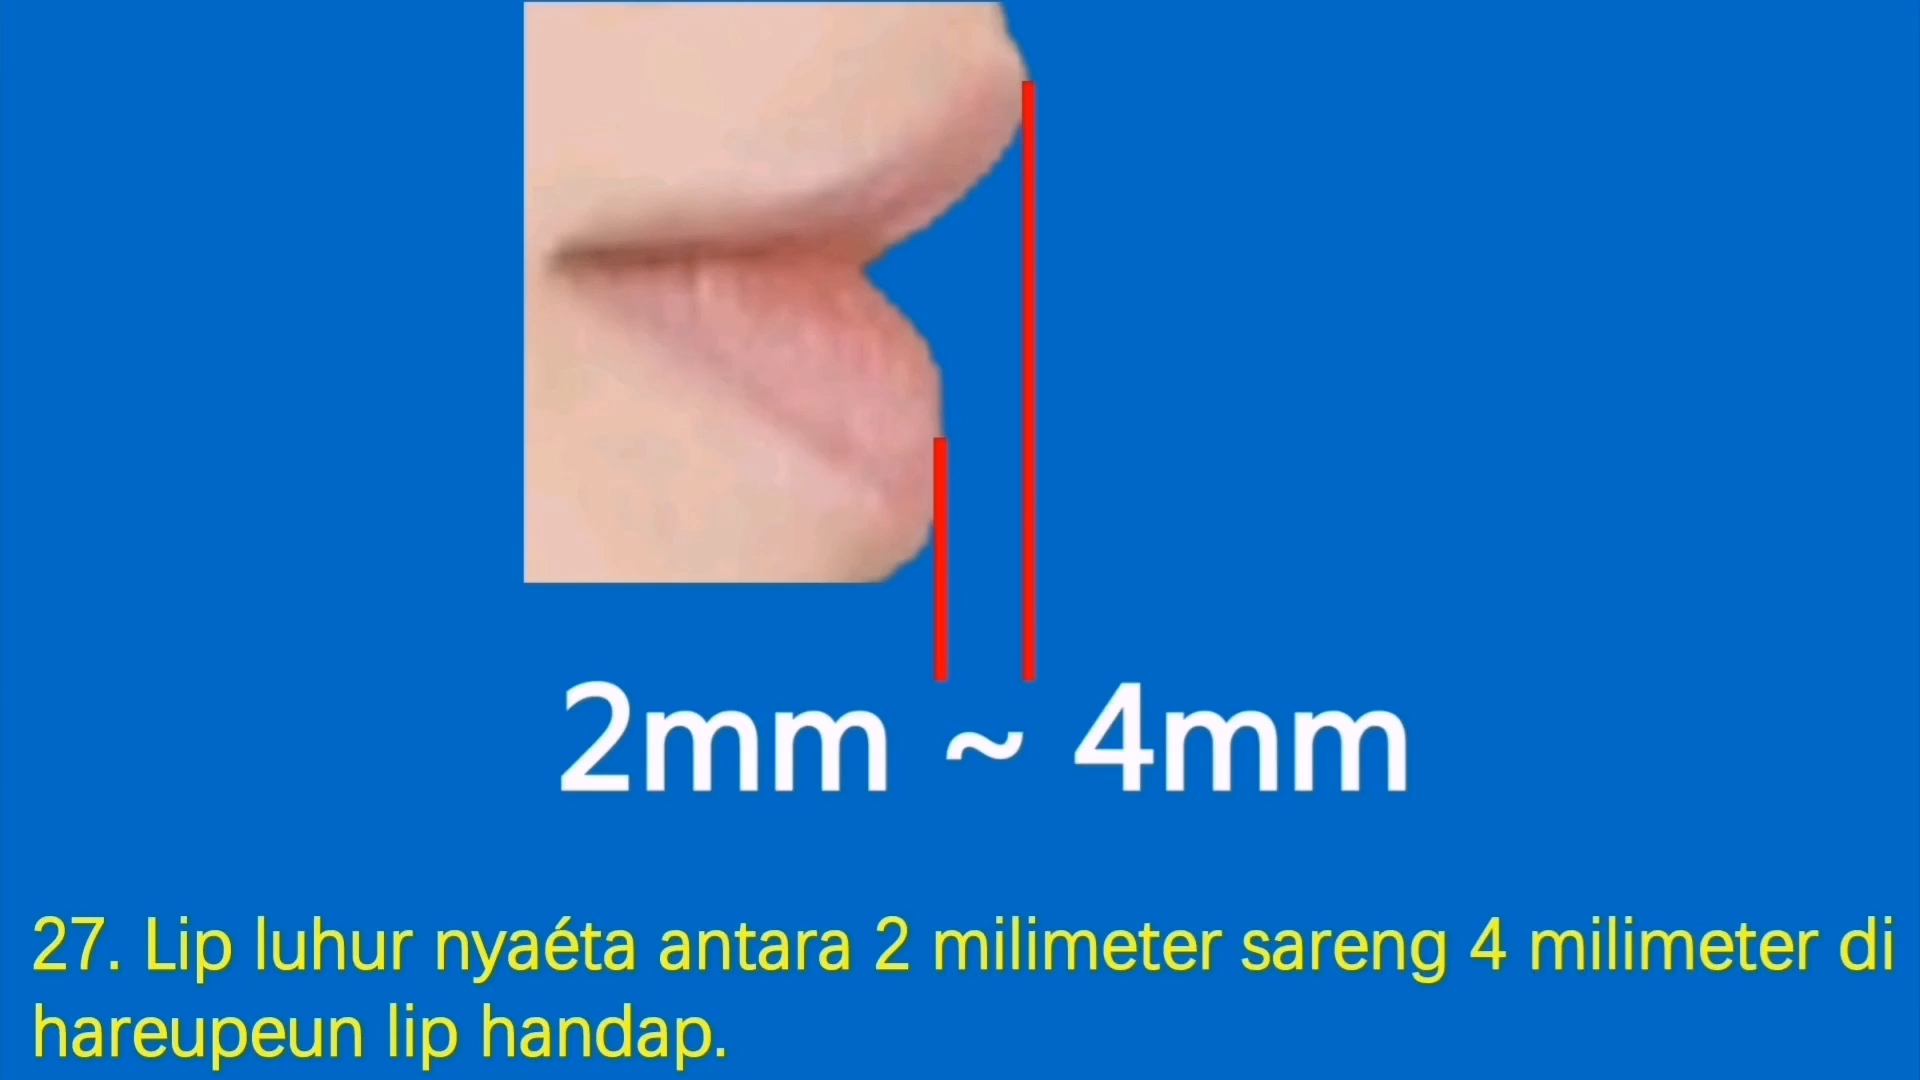 2mm ~ 4mm
27. Lip luhur nyaéta antara 2 milimeter sareng 4 milimeter di
hareupeun lip handap.